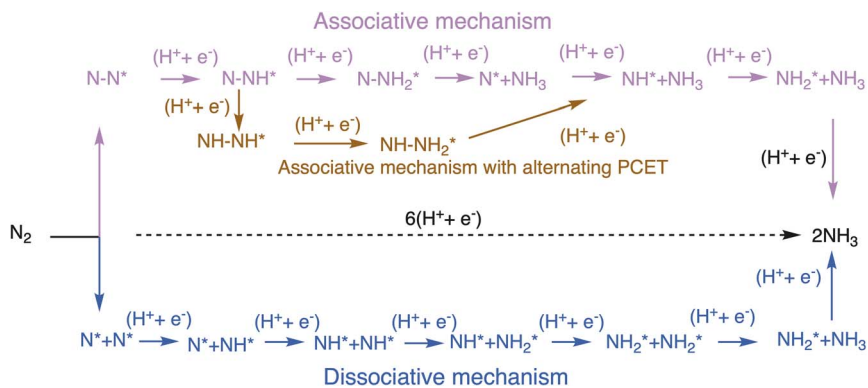 Associative mechanism
(H⁺+ e⁻) (H⁺+ e⁻) (H⁺+ e⁻) (H⁺+ e⁻) (H⁺+ e⁻)
N-N* N-NH* N-NH₂* N*+NH₃ NH*+NH₃ NH₂*+NH₃
(H⁺+ e⁻) (H⁺+ e⁻) (H⁺+ e⁻)
NH-NH* NH-NH₂*
Associative mechanism with alternating PCET
(H⁺+ e⁻)
6(H⁺+ e⁻)
N₂ 2NH₃
(H⁺+ e⁻)
(H⁺+ e⁻) (H⁺+ e⁻) (H⁺+ e⁻) (H⁺+ e⁻) (H⁺+ e⁻)
N*+N* N*+NH* NH*+NH* NH*+NH₂* NH₂*+NH₂* NH₂*+NH₃
Dissociative mechanism